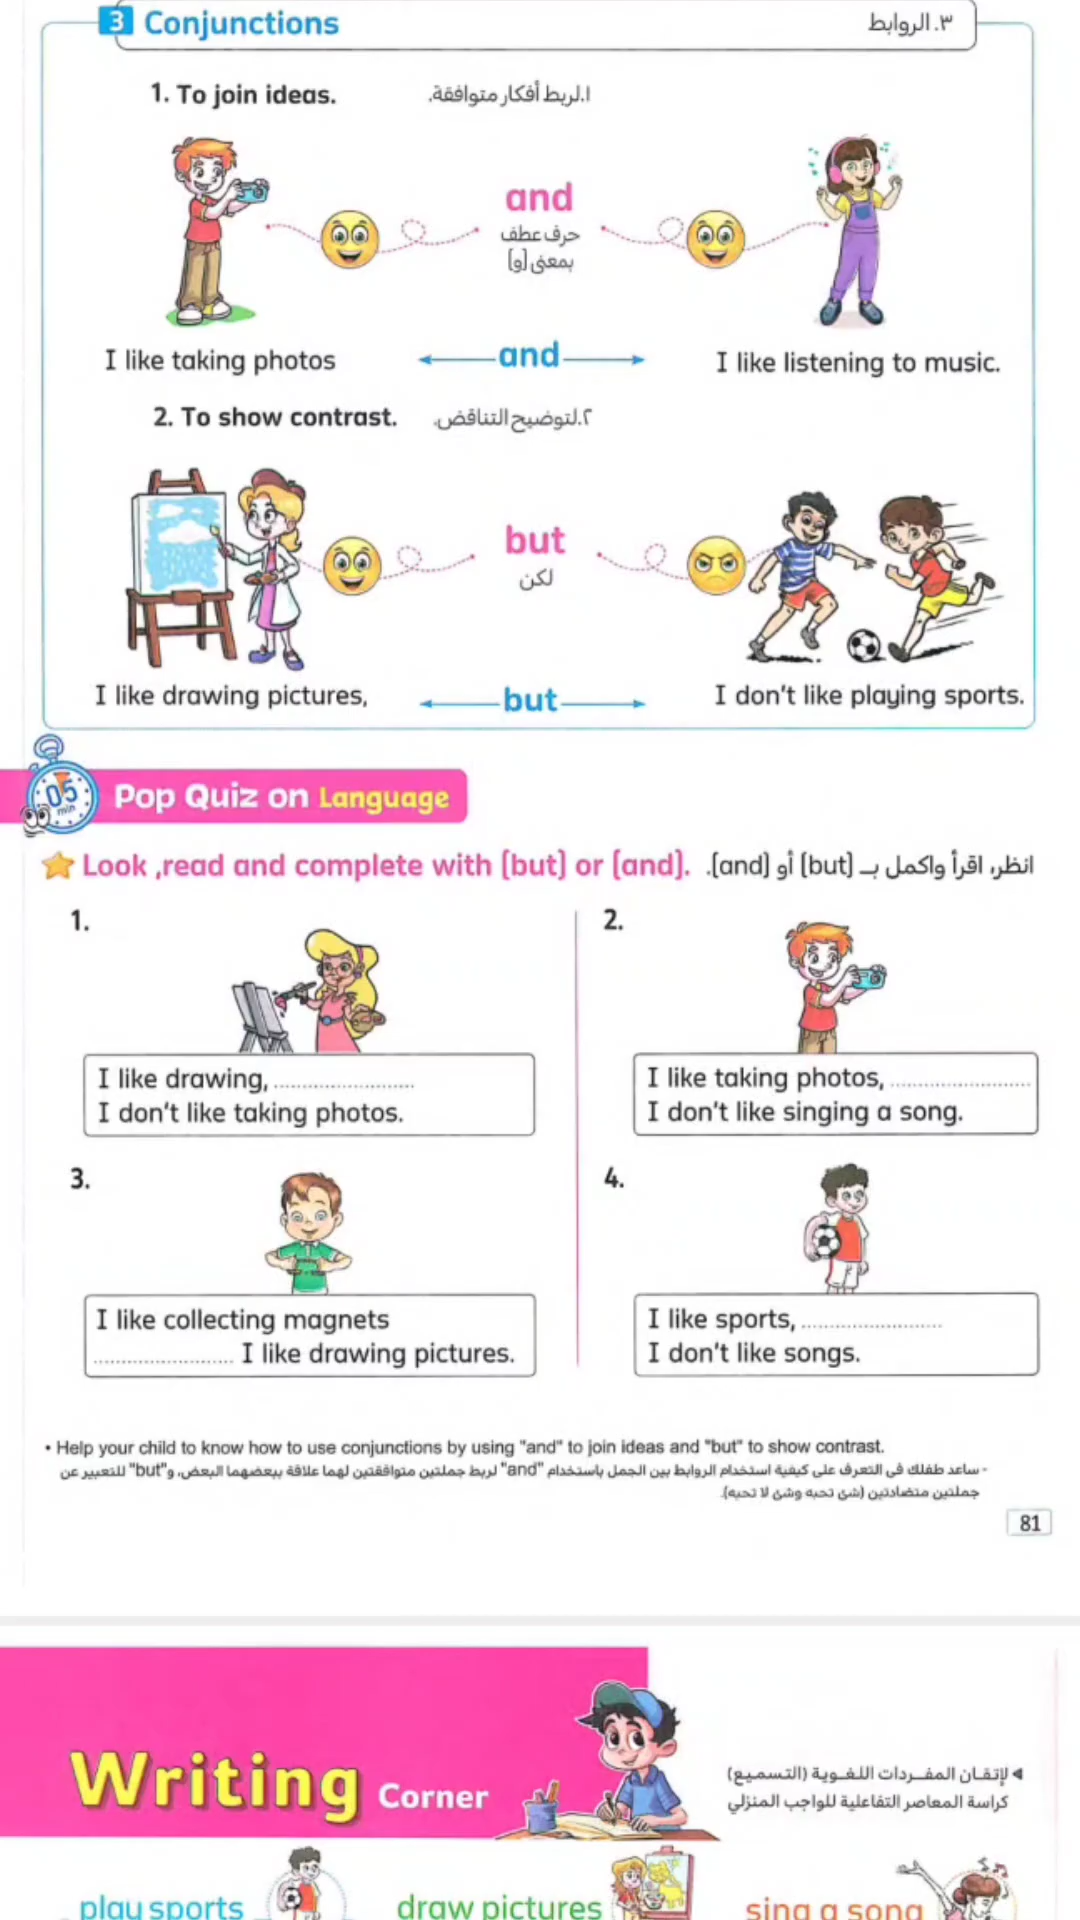 3 Conjunctions
٣. الروابط
1. To join ideas.
١.لربط أفكار متوافقة.
and
حرف عطف
بمعنى (و)
I like taking photos
and
I like listening to music.
2. To show contrast.
٢.لتوضيح التناقض.
but
لكن
I like drawing pictures,
but
I don't like playing sports.
05
min
Pop Quiz on Language
Look ,read and complete with (but) or (and).
انظر، اقرأ واكمل بـ (but) أو (and).
1.
I like drawing, ........................
I don't like taking photos.
2.
I like taking photos, ........................
I don't like singing a song.
3.
I like collecting magnets
........................ I like drawing pictures.
4.
I like sports, ........................
I don't like songs.
• Help your child to know how to use conjunctions by using "and" to join ideas and "but" to show contrast.
- ساعد طفلك فى التعرف على كيفية استخدام الروابط بين الجمل باستخدام "and" لربط جملتين متوافقتين لهما علاقة ببعضهما البعض، و"but" للتعبير عن
جملتين متضادتين (شئ تحبه وشئ لا تحبه).
81
Writing Corner
◂ لإتقـان المفـردات اللغـوية (التسميع)
كراسة المعاصر التفاعلية للواجب المنزلي
play sports
draw pictures
sing a song